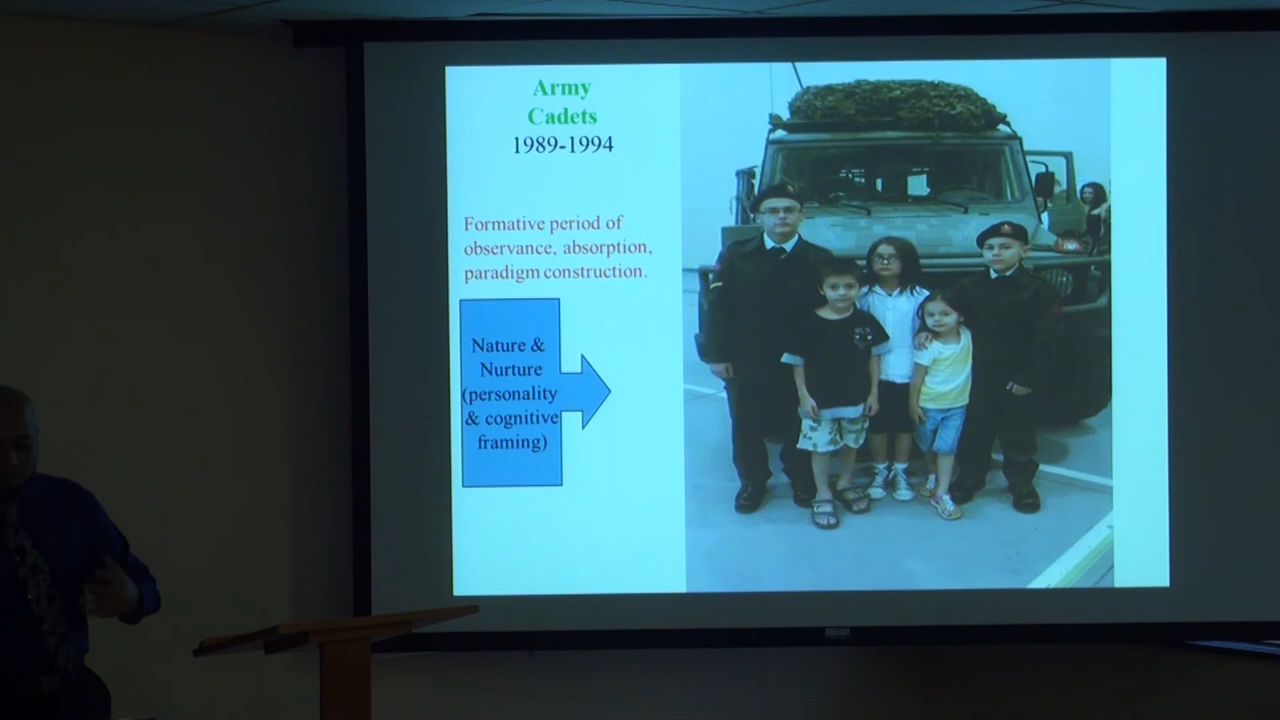 Army
Cadets
1989-1994
Formative period of
observance, absorption,
paradigm construction.
Nature &
Nurture
(personality
& cognitive
framing)